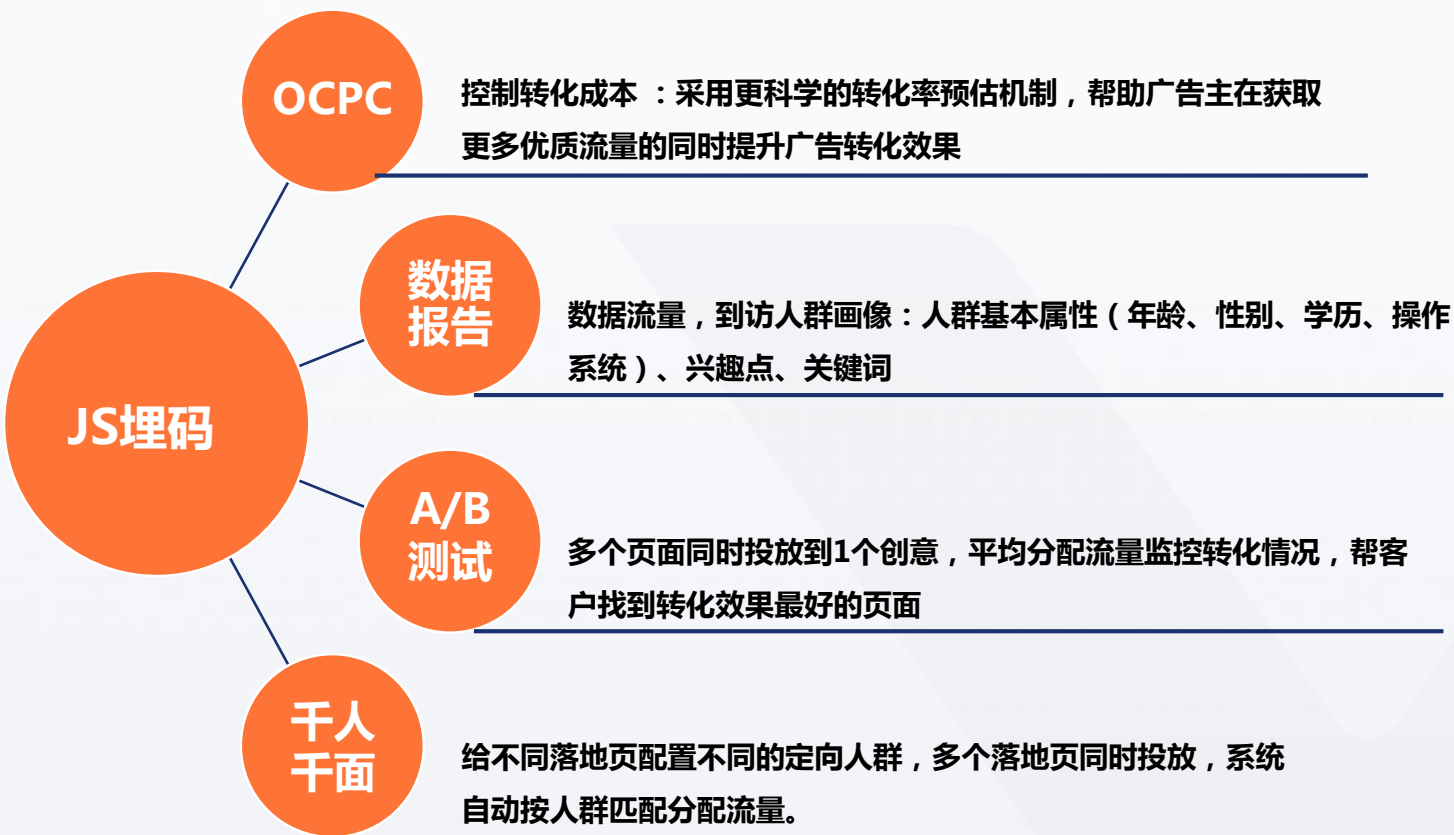 OCPC
控制转化成本 ：采用更科学的转化率预估机制，帮助广告主在获取
更多优质流量的同时提升广告转化效果
数据
报告
数据流量，到访人群画像：人群基本属性（年龄、性别、学历、操作
系统）、兴趣点、关键词
JS埋码
A/B
测试
多个页面同时投放到1个创意，平均分配流量监控转化情况，帮客
户找到转化效果最好的页面
千人
千面
给不同落地页配置不同的定向人群，多个落地页同时投放，系统
自动按人群匹配分配流量。